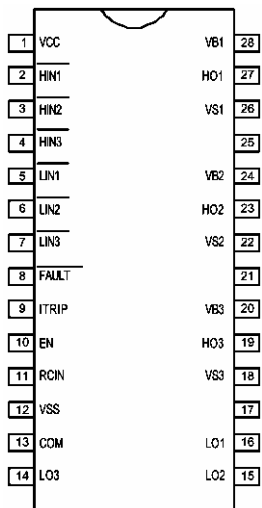 1 VCC VB1 28
2 HIN1 HO1 27
3 HIN2 VS1 26
4 HIN3 25
5 LIN1 VB2 24
6 LIN2 HO2 23
7 LIN3 VS2 22
8 FAULT 21
9 ITRIP VB3 20
10 EN HO3 19
11 RCIN VS3 18
12 VSS 17
13 COM LO1 16
14 LO3 LO2 15